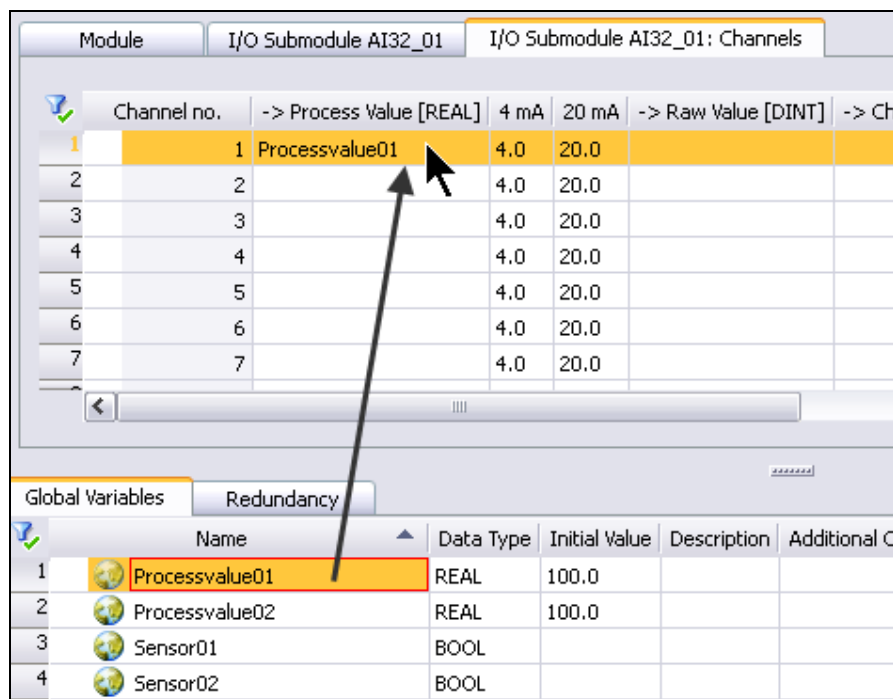 Module I/O Submodule AI32_01 I/O Submodule AI32_01: Channels
Channel no. -> Process Value [REAL] 4 mA 20 mA -> Raw Value [DINT] -> Ch
1 1 Processvalue01 4.0 20.0
2 2 4.0 20.0
3 3 4.0 20.0
4 4 4.0 20.0
5 5 4.0 20.0
6 6 4.0 20.0
7 7 4.0 20.0
Global Variables Redundancy
Name Data Type Initial Value Description Additional C
1 Processvalue01 REAL 100.0
2 Processvalue02 REAL 100.0
3 Sensor01 BOOL
4 Sensor02 BOOL